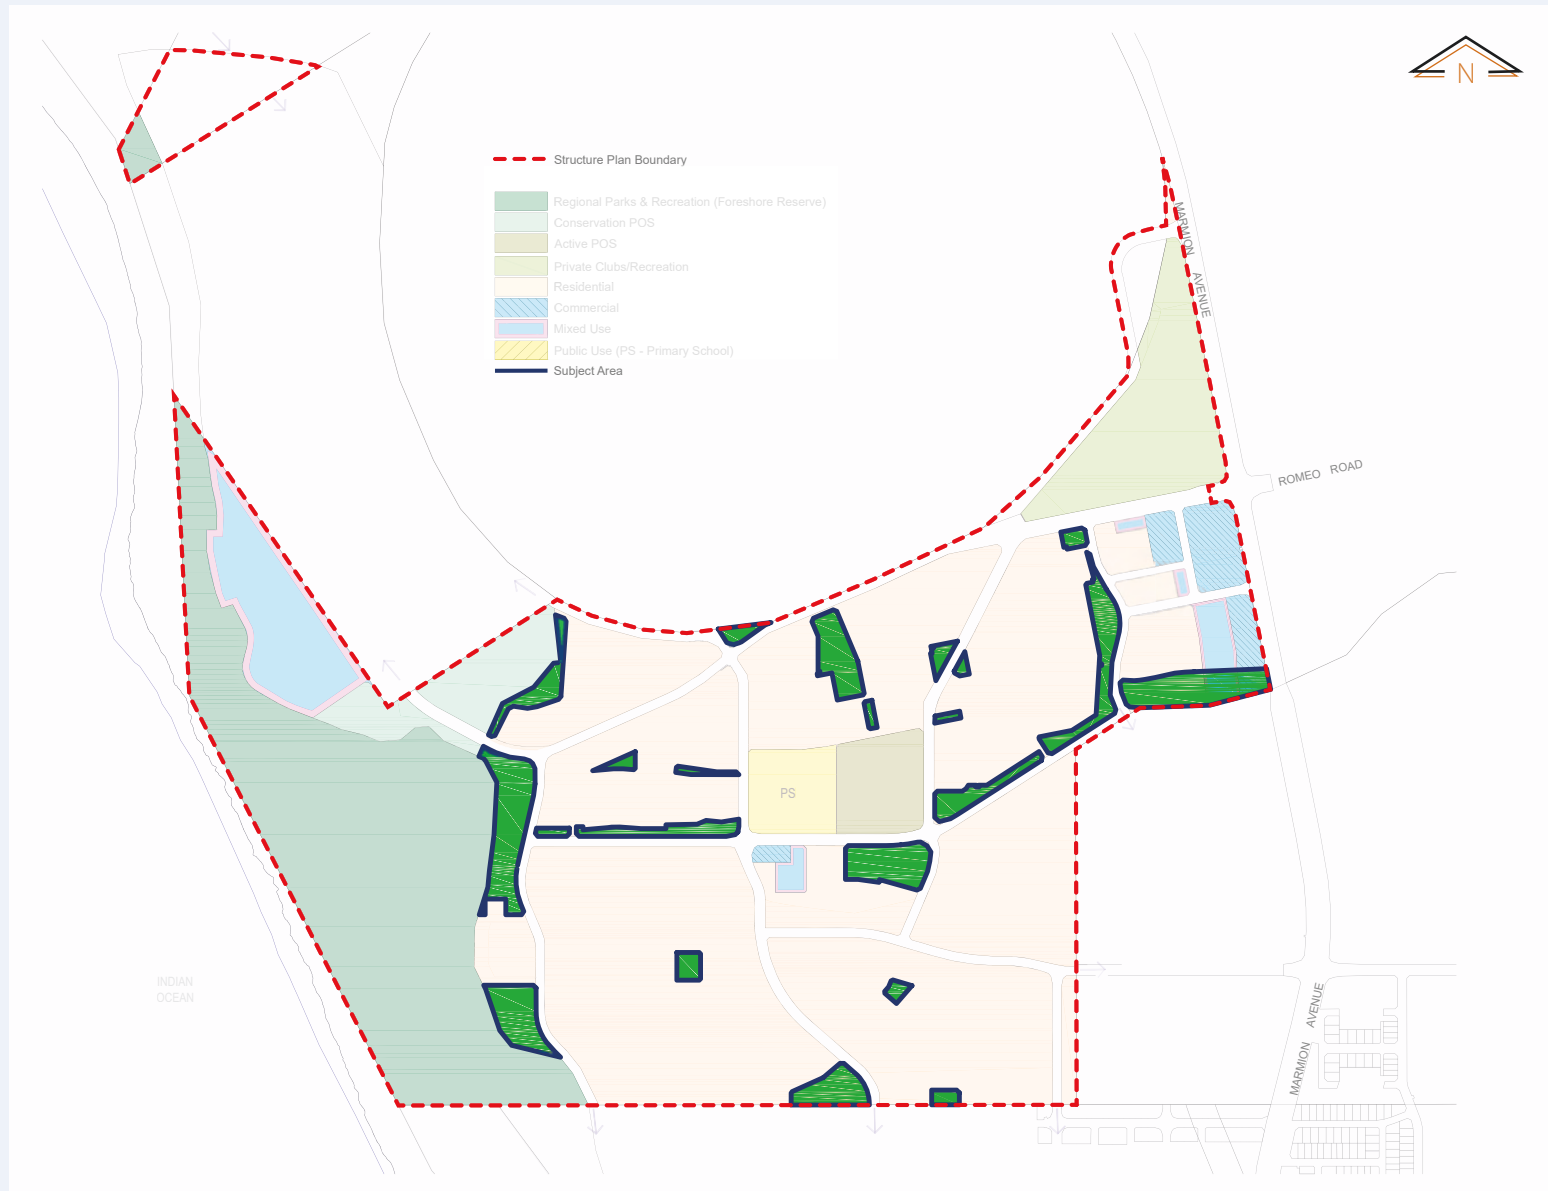 N
Structure Plan Boundary
Regional Parks & Recreation (Foreshore Reserve)
Conservation POS
Active POS
Private Clubs/Recreation
Residential
Commercial
Mixed Use
Public Use (PS - Primary School)
Subject Area
MARMION AVENUE
ROMEO ROAD
PS
INDIAN
OCEAN
MARMION AVENUE